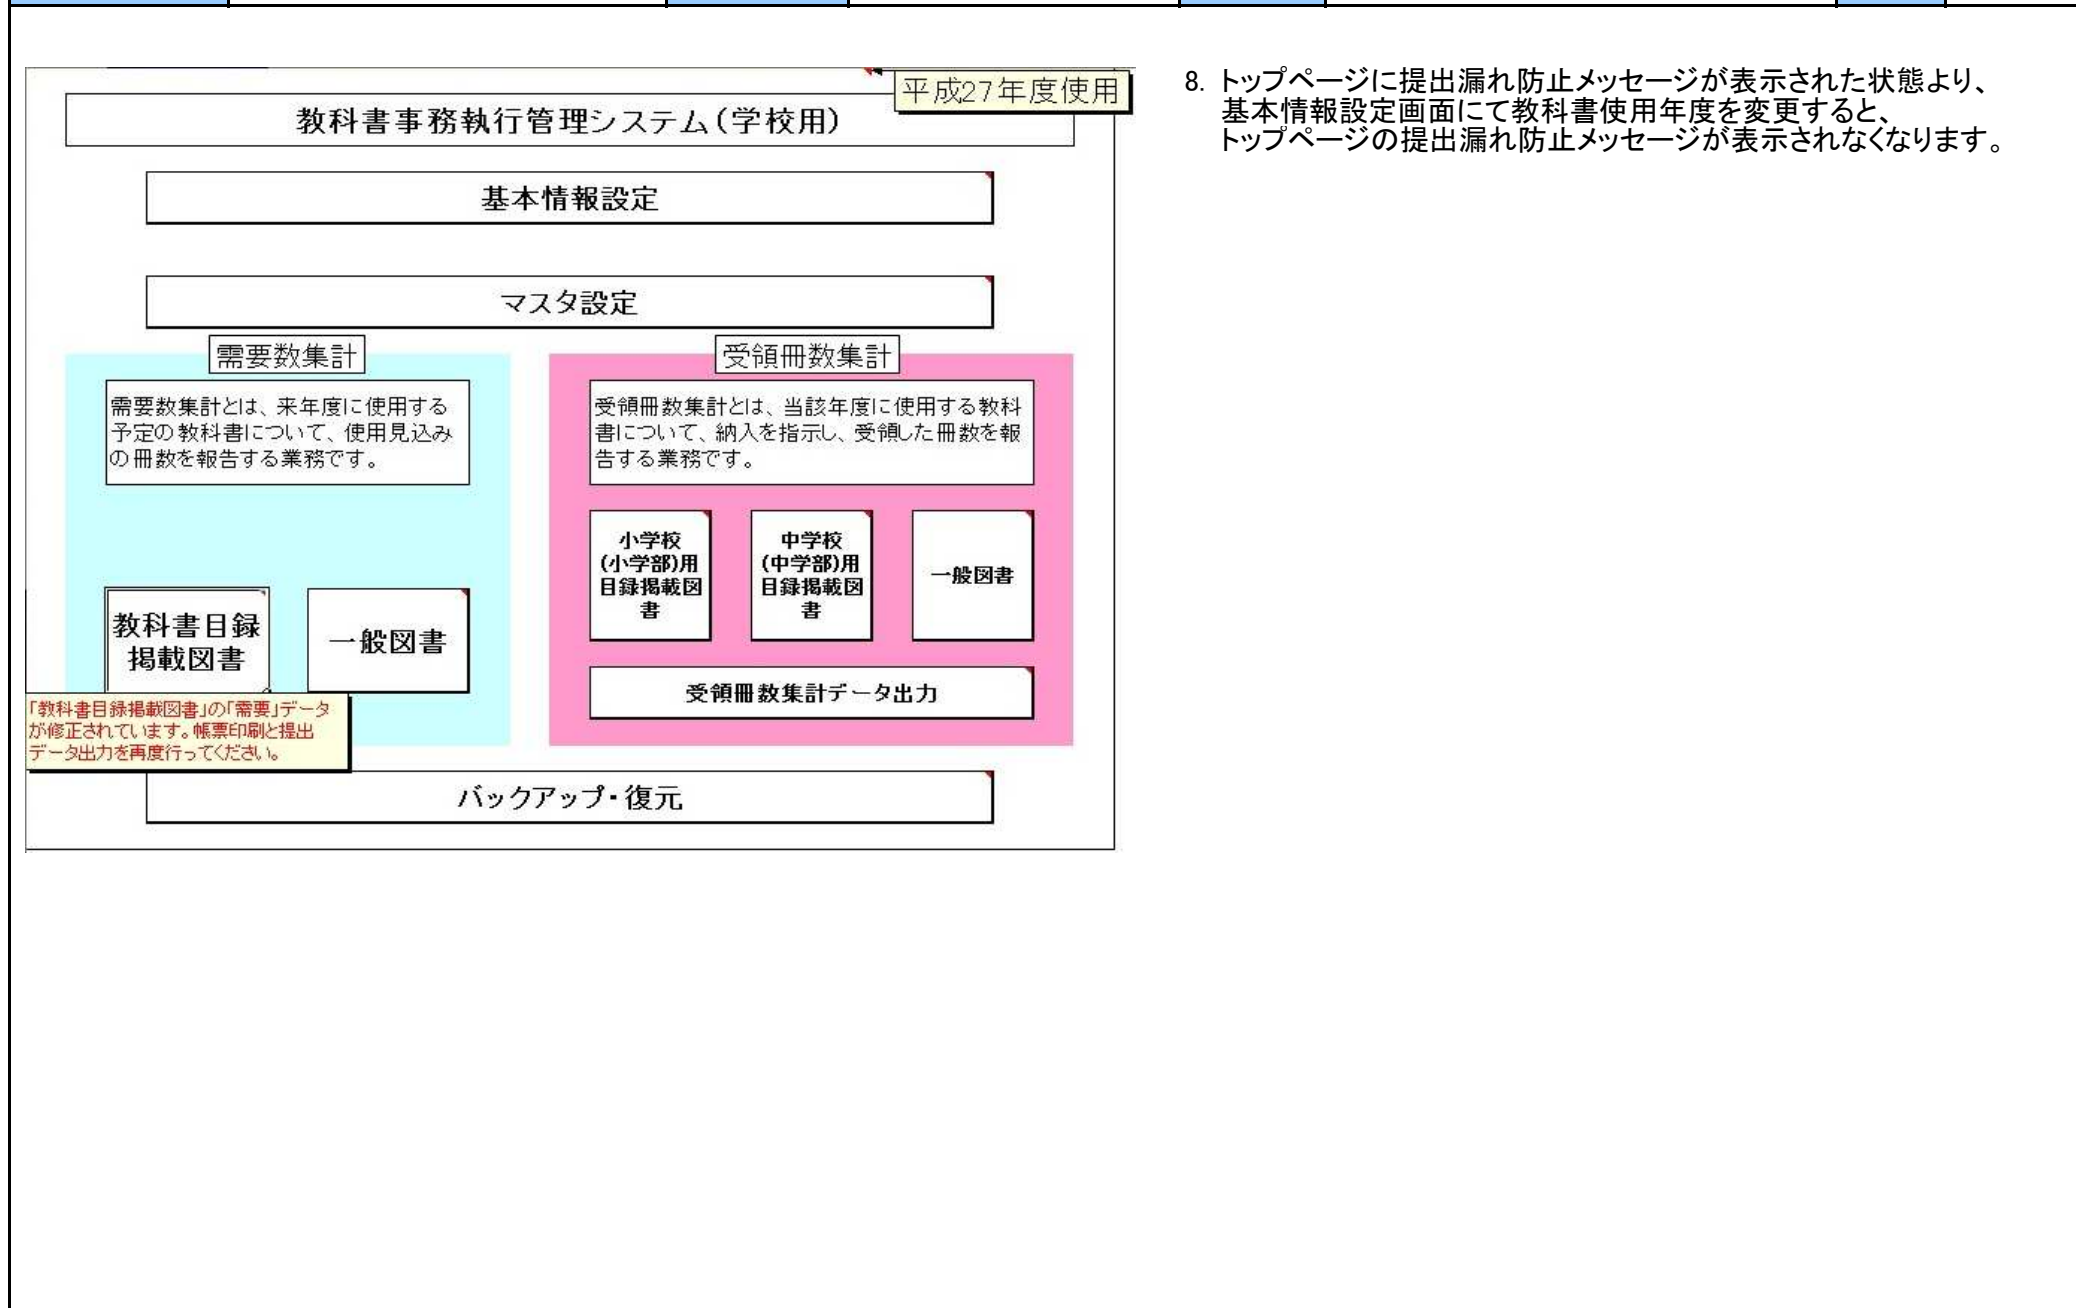 平成27年度使用
教科書事務執行管理システム(学校用)
基本情報設定
マスタ設定
需要数集計
需要数集計とは、来年度に使用する
予定の教科書について、使用見込み
の冊数を報告する業務です。
教科書目録
掲載図書
一般図書
「教科書目録掲載図書」の「需要」データ
が修正されています。帳票印刷と提出
データ出力を再度行ってください。
受領冊数集計
受領冊数集計とは、当該年度に使用する教科
書について、納入を指示し、受領した冊数を報
告する業務です。
小学校
(小学部)用
目録掲載図
書
中学校
(中学部)用
目録掲載図
書
一般図書
受領冊数集計データ出力
バックアップ・復元
8. トップページに提出漏れ防止メッセージが表示された状態より、
基本情報設定画面にて教科書使用年度を変更すると、
トップページの提出漏れ防止メッセージが表示されなくなります。